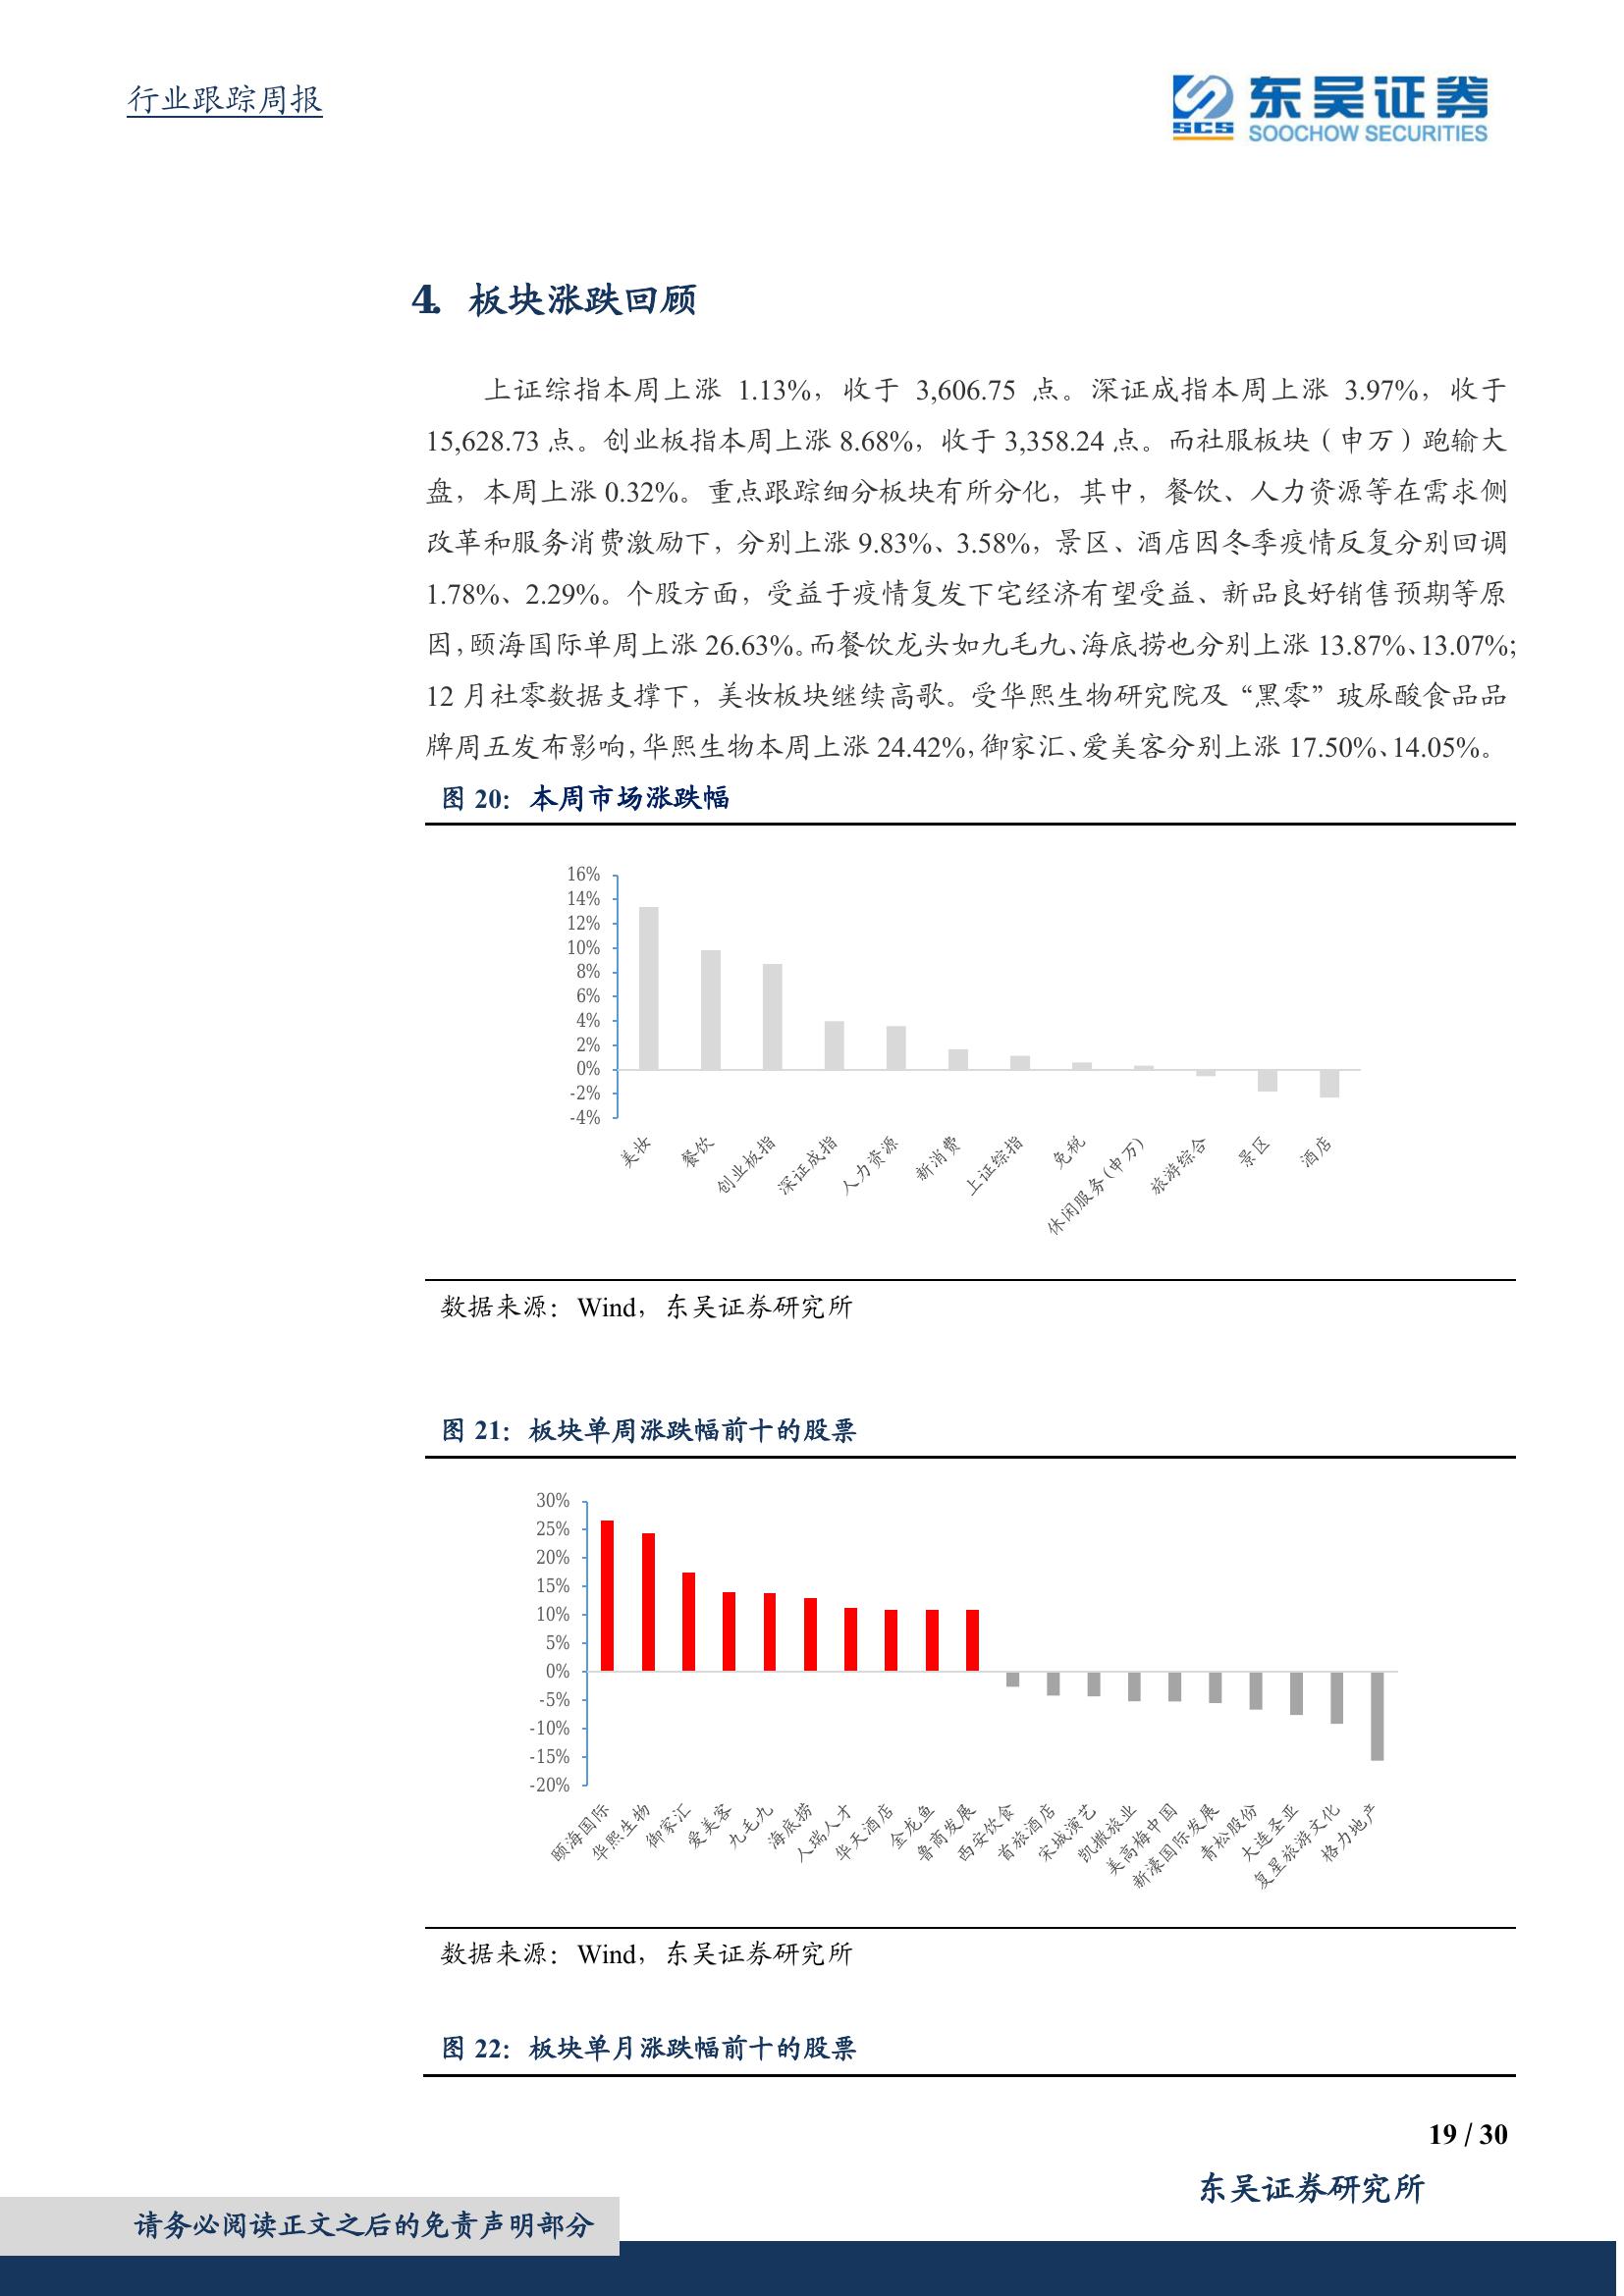 行业跟踪周报
SCS
东吴证券
SOOCHOW SECURITIES
4. 板块涨跌回顾
上证综指本周上涨 1.13%，收于 3,606.75 点。深证成指本周上涨 3.97%，收于
15,628.73 点。创业板指本周上涨 8.68%，收于 3,358.24 点。而社服板块（申万）跑输大
盘，本周上涨 0.32%。重点跟踪细分板块有所分化，其中，餐饮、人力资源等在需求侧
改革和服务消费激励下，分别上涨 9.83%、3.58%，景区、酒店因冬季疫情反复分别回调
1.78%、2.29%。个股方面，受益于疫情复发下宅经济有望受益、新品良好销售预期等原
因，颐海国际单周上涨 26.63%。而餐饮龙头如九毛九、海底捞也分别上涨 13.87%、13.07%；
12 月社零数据支撑下，美妆板块继续高歌。受华熙生物研究院及“黑零”玻尿酸食品品
牌周五发布影响，华熙生物本周上涨 24.42%，御家汇、爱美客分别上涨 17.50%、14.05%。
图 20：本周市场涨跌幅
16%
14%
12%
10%
8%
6%
4%
2%
0%
-2%
-4%
美妆
餐饮
创业板指
深证成指
人力资源
新消费
上证综指
免税
休闲服务(申万)
旅游综合
景区
酒店
数据来源：Wind，东吴证券研究所
图 21：板块单周涨跌幅前十的股票
30%
25%
20%
15%
10%
5%
0%
-5%
-10%
-15%
-20%
颐海国际
华熙生物
御家汇
爱美客
九毛九
海底捞
人瑞人才
华天酒店
金龙鱼
鲁商发展
西安饮食
首旅酒店
宋城演艺
凯撒旅业
美高梅中国
新濠国际发展
青松股份
大连圣亚
复星旅游文化
格力地产
数据来源：Wind，东吴证券研究所
图 22：板块单月涨跌幅前十的股票
19 / 30
东吴证券研究所
请务必阅读正文之后的免责声明部分